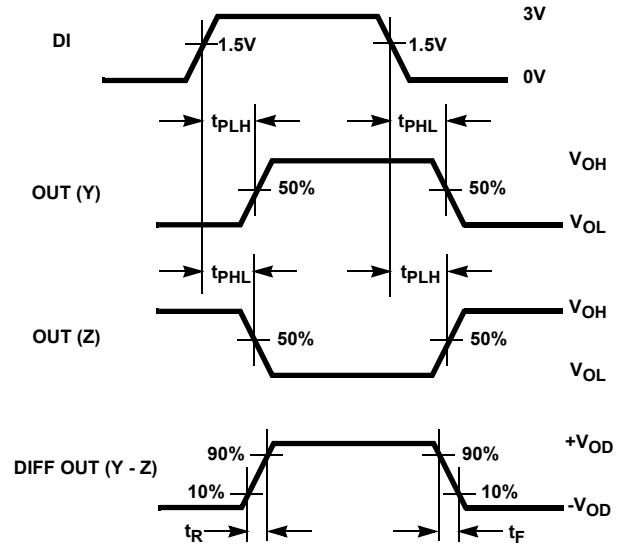 3V
DI
1.5V
1.5V
0V
tPLH
tPHL
VOH
50%
50%
OUT (Y)
VOL
tPHL
tPLH
VOH
OUT (Z)
50%
50%
VOL
+VOD
DIFF OUT (Y - Z)
90%
90%
10%
10%
-VOD
tR
tF